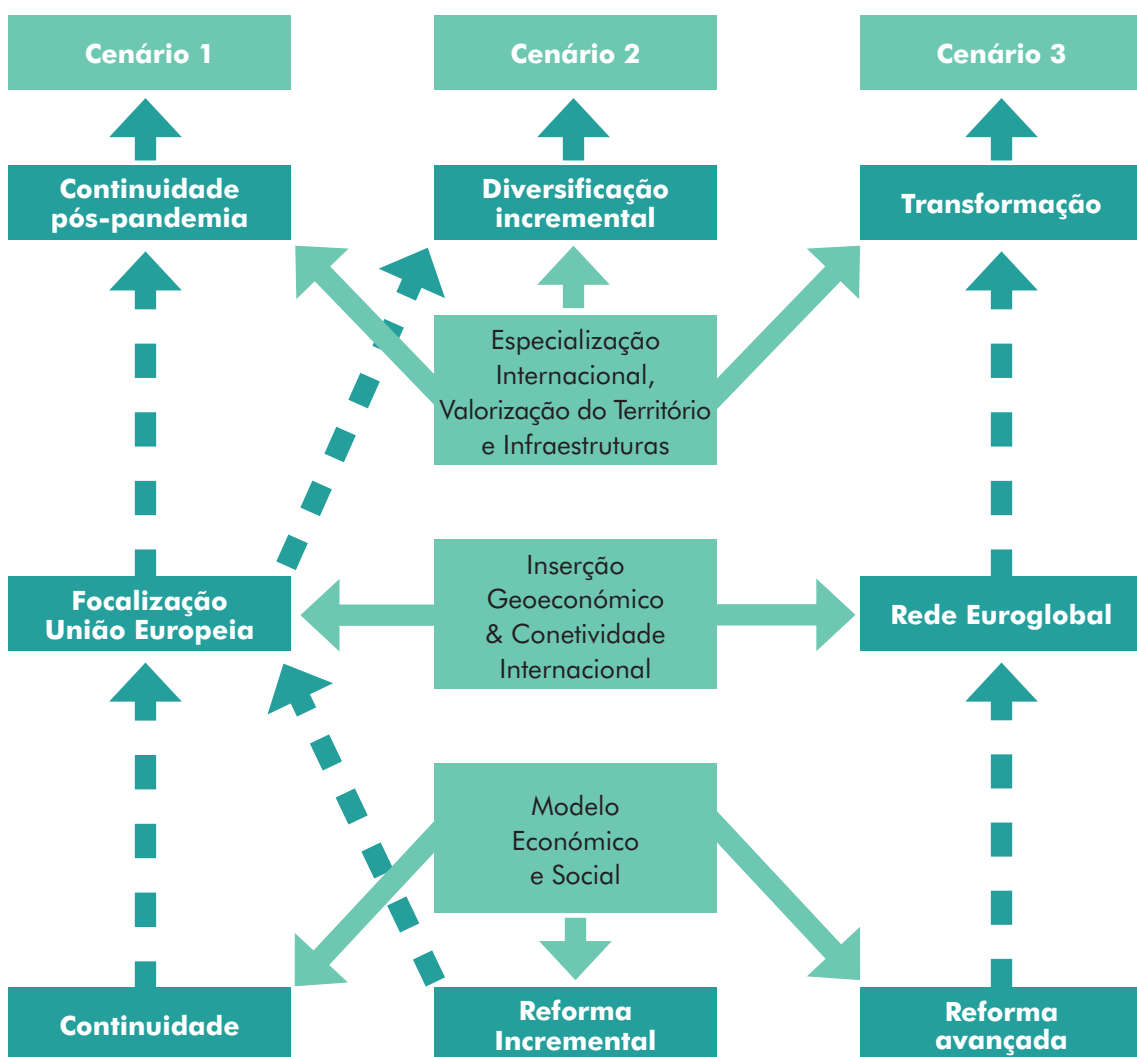 Cenário 1
Cenário 2
Cenário 3
Continuidade
pós-pandemia
Diversificação
incremental
Transformação
Especialização
Internacional,
Valorização do Território
e Infraestruturas
Focalização
União Europeia
Inserção
Geoeconómico
& Conetividade
Internacional
Rede Euroglobal
Modelo
Económico
e Social
Continuidade
Reforma
Incremental
Reforma
avançada